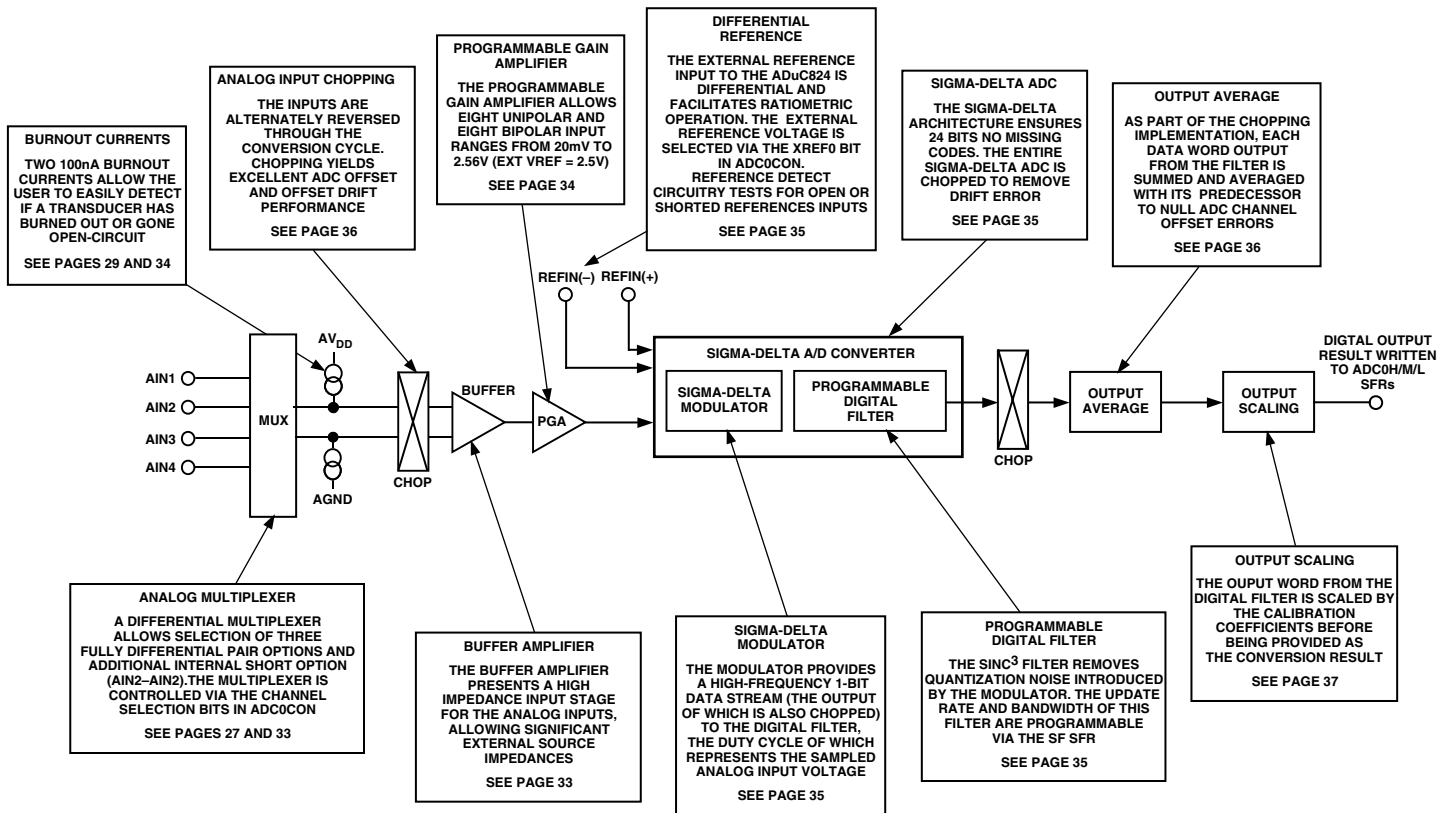 BURNOUT CURRENTS
TWO 100nA BURNOUT
CURRENTS ALLOW THE
USER TO EASILY DETECT
IF A TRANSDUCER HAS
BURNED OUT OR GONE
OPEN-CIRCUIT
SEE PAGES 29 AND 34
ANALOG INPUT CHOPPING
THE INPUTS ARE
ALTERNATELY REVERSED
THROUGH THE
CONVERSION CYCLE.
CHOPPING YIELDS
EXCELLENT ADC OFFSET
AND OFFSET DRIFT
PERFORMANCE
SEE PAGE 36
PROGRAMMABLE GAIN
AMPLIFIER
THE PROGRAMMABLE
GAIN AMPLIFIER ALLOWS
EIGHT UNIPOLAR AND
EIGHT BIPOLAR INPUT
RANGES FROM 20mV TO
2.56V (EXT VREF = 2.5V)
SEE PAGE 34
DIFFERENTIAL
REFERENCE
THE EXTERNAL REFERENCE
INPUT TO THE ADuC824 IS
DIFFERENTIAL AND
FACILITATES RATIOMETRIC
OPERATION. THE EXTERNAL
REFERENCE VOLTAGE IS
SELECTED VIA THE XREF0 BIT
IN ADC0CON.
REFERENCE DETECT
CIRCUITRY TESTS FOR OPEN OR
SHORTED REFERENCES INPUTS
SEE PAGE 35
SIGMA-DELTA ADC
THE SIGMA-DELTA
ARCHITECTURE ENSURES
24 BITS NO MISSING
CODES. THE ENTIRE
SIGMA-DELTA ADC IS
CHOPPED TO REMOVE
DRIFT ERROR
SEE PAGE 35
OUTPUT AVERAGE
AS PART OF THE CHOPPING
IMPLEMENTATION, EACH
DATA WORD OUTPUT
FROM THE FILTER IS
SUMMED AND AVERAGED
WITH ITS PREDECESSOR
TO NULL ADC CHANNEL
OFFSET ERRORS
SEE PAGE 36
REFIN(–) REFIN(+)
AIN1
AIN2
AIN3
AIN4
MUX
AVDD
AGND
CHOP
BUFFER
PGA
SIGMA-DELTA A/D CONVERTER
SIGMA-DELTA
MODULATOR
PROGRAMMABLE
DIGITAL
FILTER
CHOP
OUTPUT
AVERAGE
OUTPUT
SCALING
DIGTAL OUTPUT
RESULT WRITTEN
TO ADC0H/M/L
SFRs
ANALOG MULTIPLEXER
A DIFFERENTIAL MULTIPLEXER
ALLOWS SELECTION OF THREE
FULLY DIFFERENTIAL PAIR OPTIONS AND
ADDITIONAL INTERNAL SHORT OPTION
(AIN2–AIN2).THE MULTIPLEXER IS
CONTROLLED VIA THE CHANNEL
SELECTION BITS IN ADC0CON
SEE PAGES 27 AND 33
BUFFER AMPLIFIER
THE BUFFER AMPLIFIER
PRESENTS A HIGH
IMPEDANCE INPUT STAGE
FOR THE ANALOG INPUTS,
ALLOWING SIGNIFICANT
EXTERNAL SOURCE
IMPEDANCES
SEE PAGE 33
SIGMA-DELTA
MODULATOR
THE MODULATOR PROVIDES
A HIGH-FREQUENCY 1-BIT
DATA STREAM (THE OUTPUT
OF WHICH IS ALSO CHOPPED)
TO THE DIGITAL FILTER,
THE DUTY CYCLE OF WHICH
REPRESENTS THE SAMPLED
ANALOG INPUT VOLTAGE
SEE PAGE 35
PROGRAMMABLE
DIGITAL FILTER
THE SINC3 FILTER REMOVES
QUANTIZATION NOISE INTRODUCED
BY THE MODULATOR. THE UPDATE
RATE AND BANDWIDTH OF THIS
FILTER ARE PROGRAMMABLE
VIA THE SF SFR
SEE PAGE 35
OUTPUT SCALING
THE OUPUT WORD FROM THE
DIGITAL FILTER IS SCALED BY
THE CALIBRATION
COEFFICIENTS BEFORE
BEING PROVIDED AS
THE CONVERSION RESULT
SEE PAGE 37